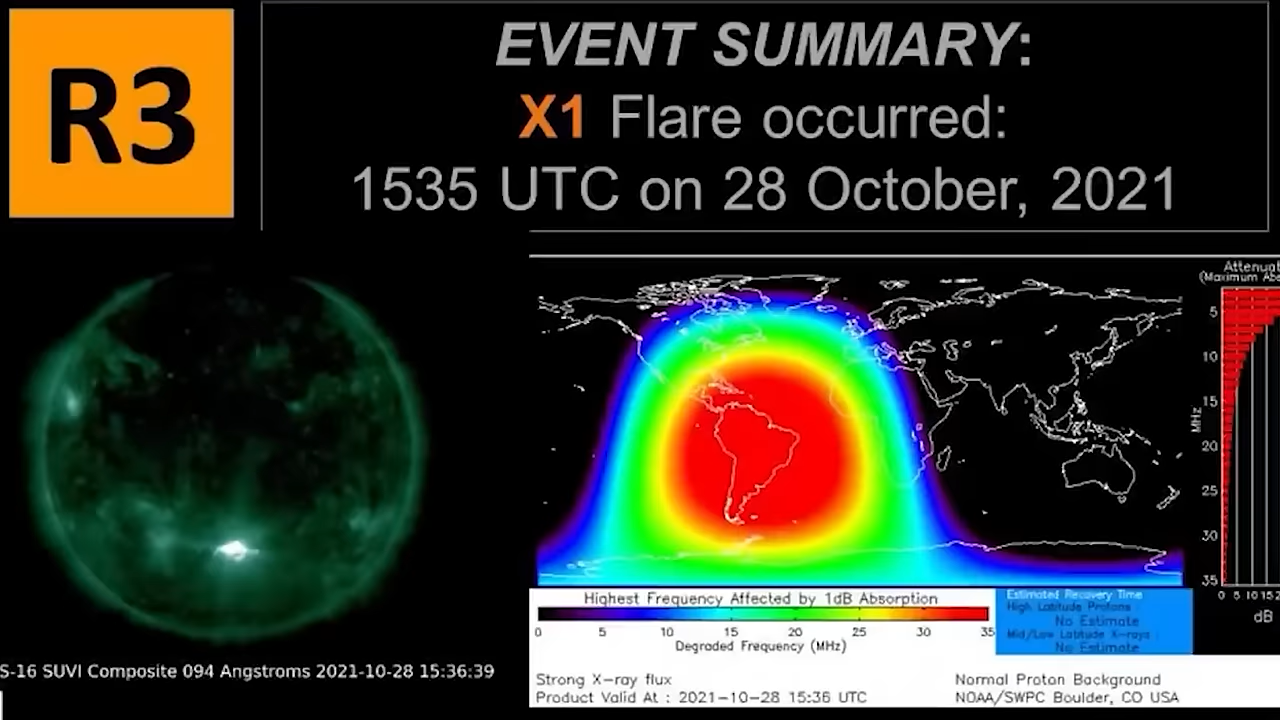 R3
EVENT SUMMARY:
X1 Flare occurred:
1535 UTC on 28 October, 2021
Attenuat
(Maximum Abs
5
10
15
20
25
30
35
MHz
0 5 10 15 2
dB
S-16 SUVI Composite 094 Angstroms 2021-10-28 15:36:39
Highest Frequency Affected by 1dB Absorption
0 5 10 15 20 25 30 35
Degraded Frequency (MHz)
Estimated Recovery Time
High Latitude Protons :
No Estimate
Mid/Low Latitude X-rays :
No Estimate
Strong X-ray flux
Product Valid At : 2021-10-28 15:36 UTC
Normal Proton Background
NOAA/SWPC Boulder, CO USA